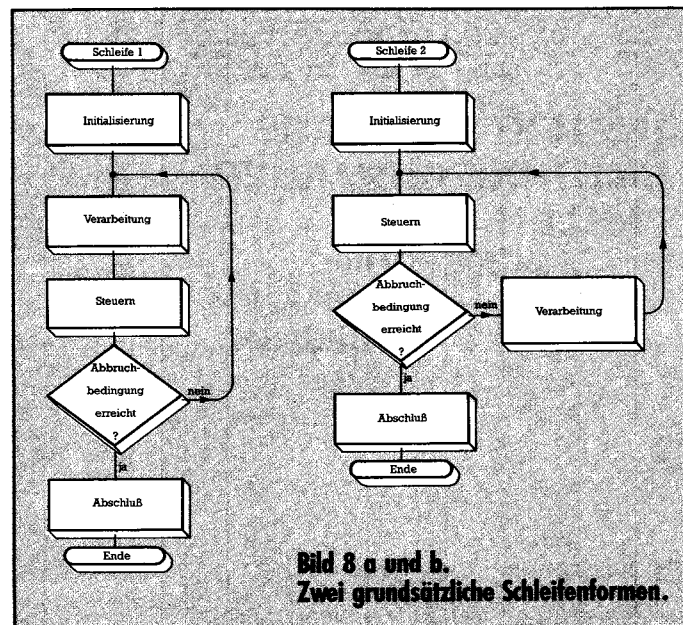 Schleife 1
Initialisierung
Verarbeitung
Steuern
Abbruch-
bedingung
erreicht
?
nein
ja
Abschluß
Ende
Schleife 2
Initialisierung
Steuern
Abbruch-
bedingung
erreicht
?
nein
Verarbeitung
ja
Abschluß
Ende
Bild 8 a und b.
Zwei grundsätzliche Schleifenformen.